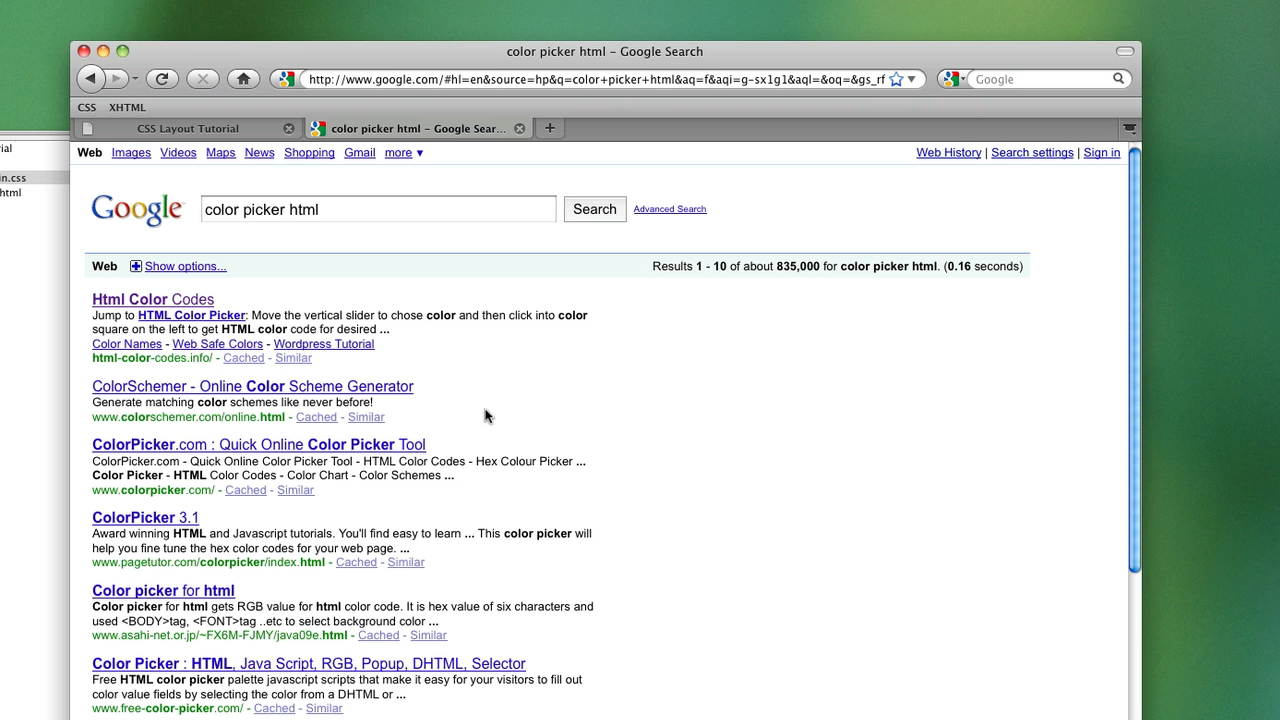 color picker html - Google Search
http://www.google.com/#hl=en&source=hp&q=color+picker+html&aq=f&aqi=g-sx1g1&aql=&oq=&gs_rf
Google
CSS XHTML
CSS Layout Tutorial
color picker html - Google Sear...
ial
in.css
html
Web Images Videos Maps News Shopping Gmail more ▼
Web History | Search settings | Sign in
Google
color picker html
Search
Advanced Search
Web Show options...
Results 1 - 10 of about 835,000 for color picker html. (0.16 seconds)
Html Color Codes
Jump to HTML Color Picker: Move the vertical slider to chose color and then click into color
square on the left to get HTML color code for desired ...
Color Names - Web Safe Colors - Wordpress Tutorial
html-color-codes.info/ - Cached - Similar
ColorSchemer - Online Color Scheme Generator
Generate matching color schemes like never before!
www.colorschemer.com/online.html - Cached - Similar
ColorPicker.com : Quick Online Color Picker Tool
ColorPicker.com - Quick Online Color Picker Tool - HTML Color Codes - Hex Colour Picker ...
Color Picker - HTML Color Codes - Color Chart - Color Schemes ...
www.colorpicker.com/ - Cached - Similar
ColorPicker 3.1
Award winning HTML and Javascript tutorials. You'll find easy to learn ... This color picker will
help you fine tune the hex color codes for your web page. ...
www.pagetutor.com/colorpicker/index.html - Cached - Similar
Color picker for html
Color picker for html gets RGB value for html color code. It is hex value of six characters and
used <BODY>tag, <FONT>tag ..etc to select background color ...
www.asahi-net.or.jp/~FX6M-FJMY/java09e.html - Cached - Similar
Color Picker : HTML, Java Script, RGB, Popup, DHTML, Selector
Free HTML color picker palette javascript scripts that make it easy for your visitors to fill out
color value fields by selecting the color from a DHTML or ...
www.free-color-picker.com/ - Cached - Similar